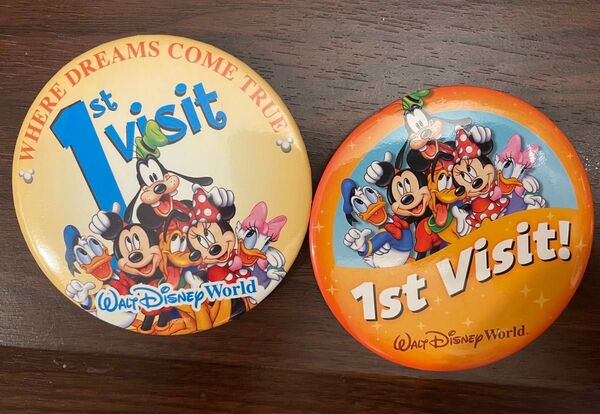 WHERE DREAMS COME TRUE
1st visit
WALT DISNEY World
1st Visit!
WALT DISNEY World.